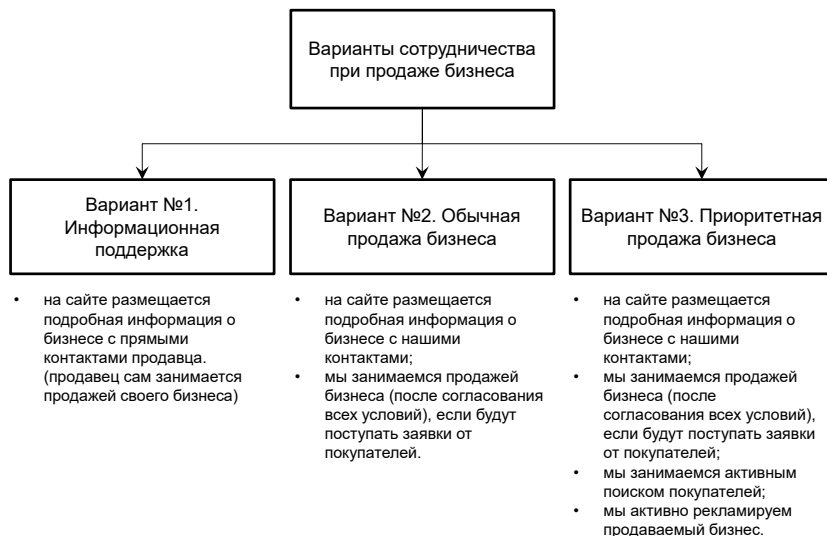 Варианты сотрудничества
при продаже бизнеса
Вариант №1.
Информационная
поддержка
Вариант №2. Обычная
продажа бизнеса
Вариант №3. Приоритетная
продажа бизнеса
• на сайте размещается
подробная информация о
бизнесе с прямыми
контактами продавца.
(продавец сам занимается
продажей своего бизнеса)
• на сайте размещается
подробная информация о
бизнесе с нашими
контактами;
• мы занимаемся продажей
бизнеса (после согласования
всех условий), если будут
поступать заявки от
покупателей.
• на сайте размещается
подробная информация о
бизнесе с нашими
контактами;
• мы занимаемся продажей
бизнеса (после
согласования всех условий),
если будут поступать заявки
от покупателей;
• мы занимаемся активным
поиском покупателей;
• мы активно рекламируем
продаваемый бизнес.